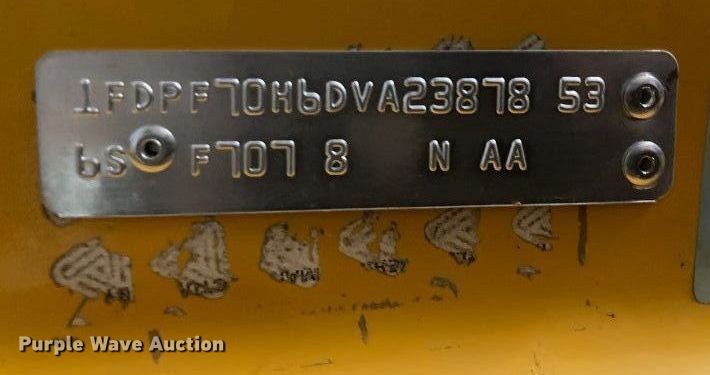 1FDPF70H6DVA23878 53
6S F707 8 N AA
Purple Wave Auction